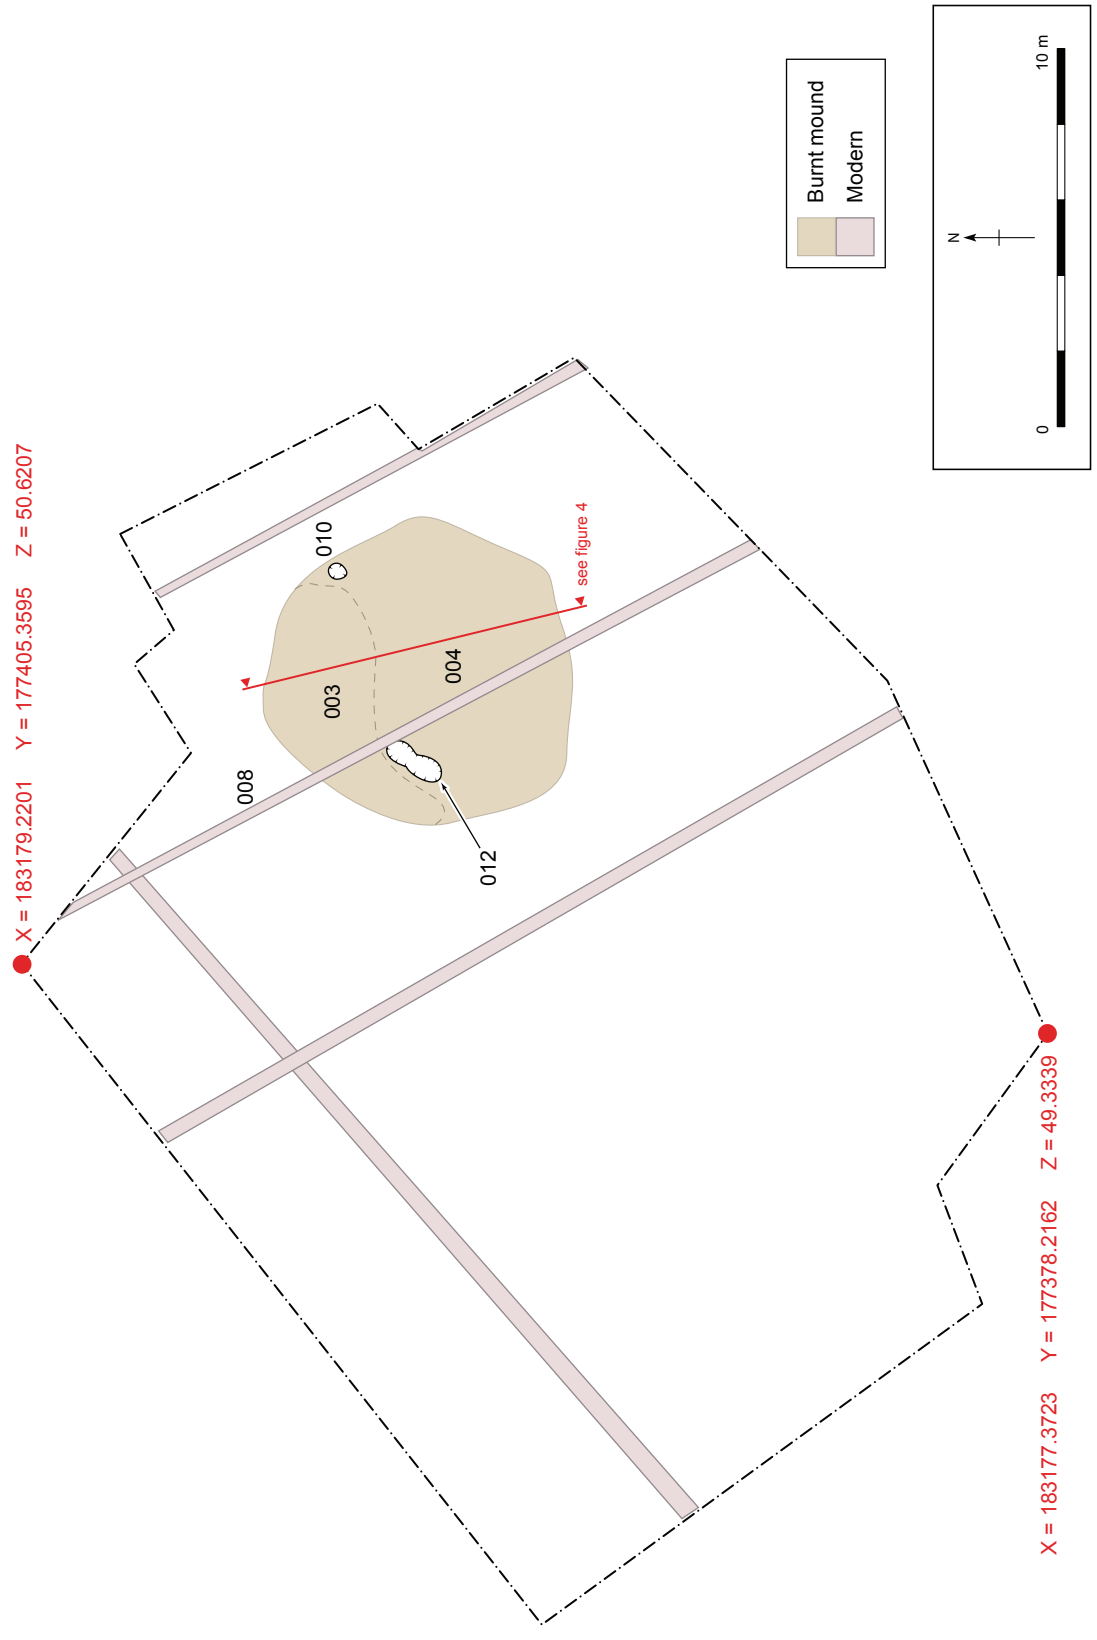 X = 183179.2201 Y = 177405.3595 Z = 50.6207
008
003
010
004
012
see figure 4
X = 183177.3723 Y = 177378.2162 Z = 49.3339
Burnt mound
Modern
N
0 10 m